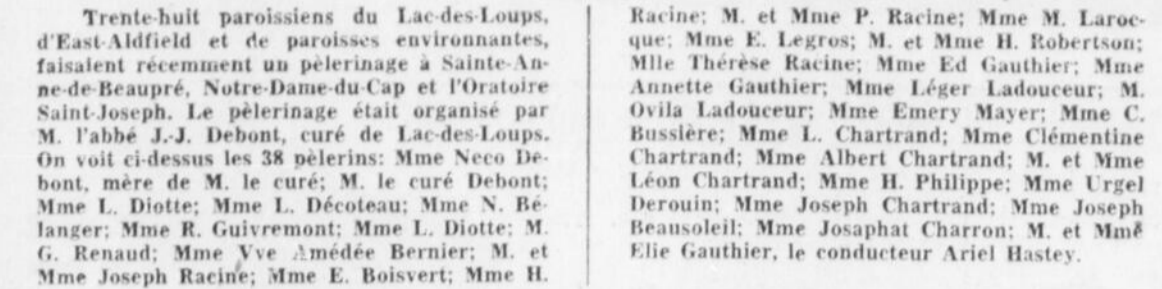 Trente-huit paroissiens du Lac-des-Loups,
d'East-Aldfield et de paroisses environnantes,
faisaient récemment un pèlerinage à Sainte-An-
ne-de-Beaupré, Notre-Dame-du-Cap et l'Oratoire
Saint-Joseph. Le pèlerinage était organisé par
M. l'abbé J.-J. Debont, curé de Lac-des-Loups.
On voit ci-dessus les 38 pèlerins: Mme Neco De-
bont, mère de M. le curé; M. le curé Debont;
Mme L. Diotte; Mme L. Décoteau; Mme N. Bé-
langer; Mme R. Guivremont; Mme L. Diotte; M.
G. Renaud; Mme Vve Amédée Bernier; M. et
Mme Joseph Racine; Mme E. Boisvert; Mme H.
Racine; M. et Mme P. Racine; Mme M. Laroc-
que; Mme E. Legros; M. et Mme H. Robertson;
Mlle Thérèse Racine; Mme Ed Gauthier; Mme
Annette Gauthier; Mme Léger Ladouceur; M.
Ovila Ladouceur; Mme Emery Mayer; Mme C.
Bussière; Mme L. Chartrand; Mme Clémentine
Chartrand; Mme Albert Chartrand; M. et Mme
Léon Chartrand; Mme H. Philippe; Mme Urgel
Derouin; Mme Joseph Chartrand; Mme Joseph
Beausoleil; Mme Josaphat Charron; M. et Mme
Elie Gauthier, le conducteur Ariel Hastey.